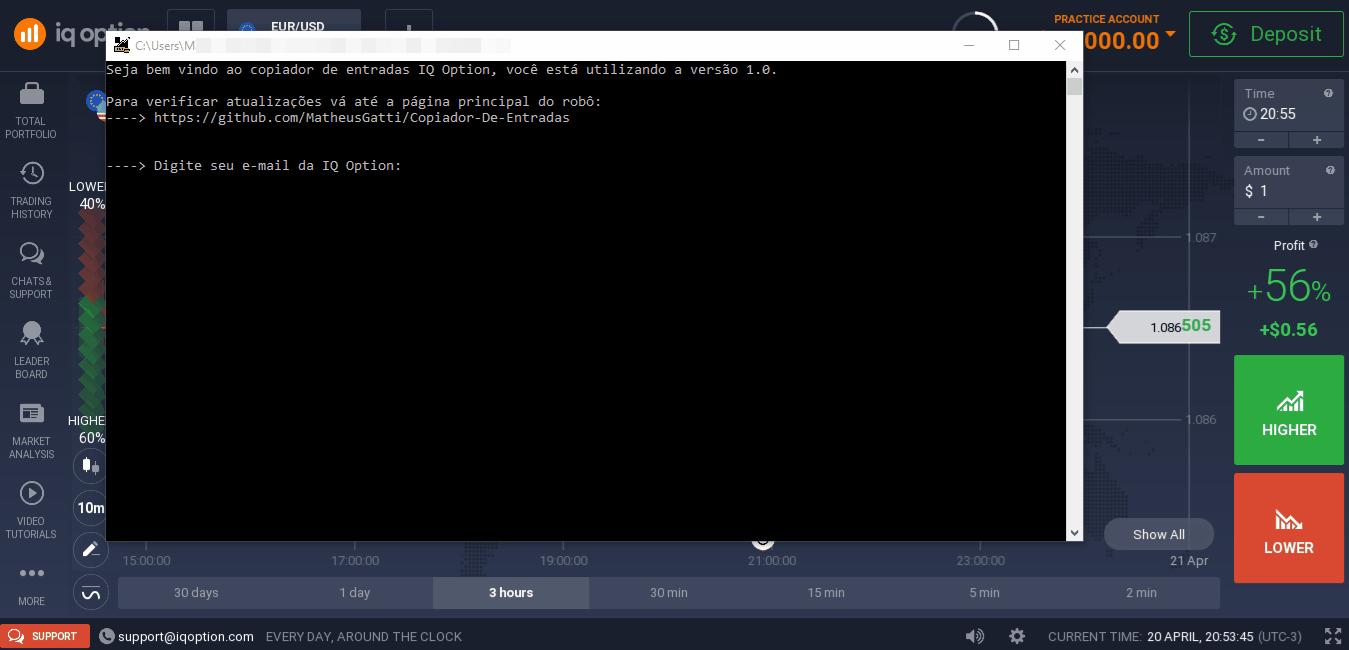 iq option
EUR/USD
PRACTICE ACCOUNT
000.00
Deposit
C:\Users\M
Seja bem vindo ao copiador de entradas IQ Option, você está utilizando a versão 1.0.
Para verificar atualizações vá até a página principal do robô:
----> https://github.com/MatheusGatti/Copiador-De-Entradas
----> Digite seu e-mail da IQ Option:
TOTAL
PORTFOLIO
TRADING
HISTORY
CHATS &
SUPPORT
LEADER
BOARD
MARKET
ANALYSIS
VIDEO
TUTORIALS
MORE
LOWE
40%
HIGHE
60%
10m
1.087
1.086505
1.086
Show All
Time
20:55
- +
Amount
$ 1
- +
Profit
+56%
+$0.56
HIGHER
LOWER
15:00:00 17:00:00 19:00:00 21:00:00 23:00:00 21 Apr
30 days 1 day 3 hours 30 min 15 min 5 min 2 min
SUPPORT support@iqoption.com EVERY DAY, AROUND THE CLOCK CURRENT TIME: 20 APRIL, 20:53:45 (UTC-3)